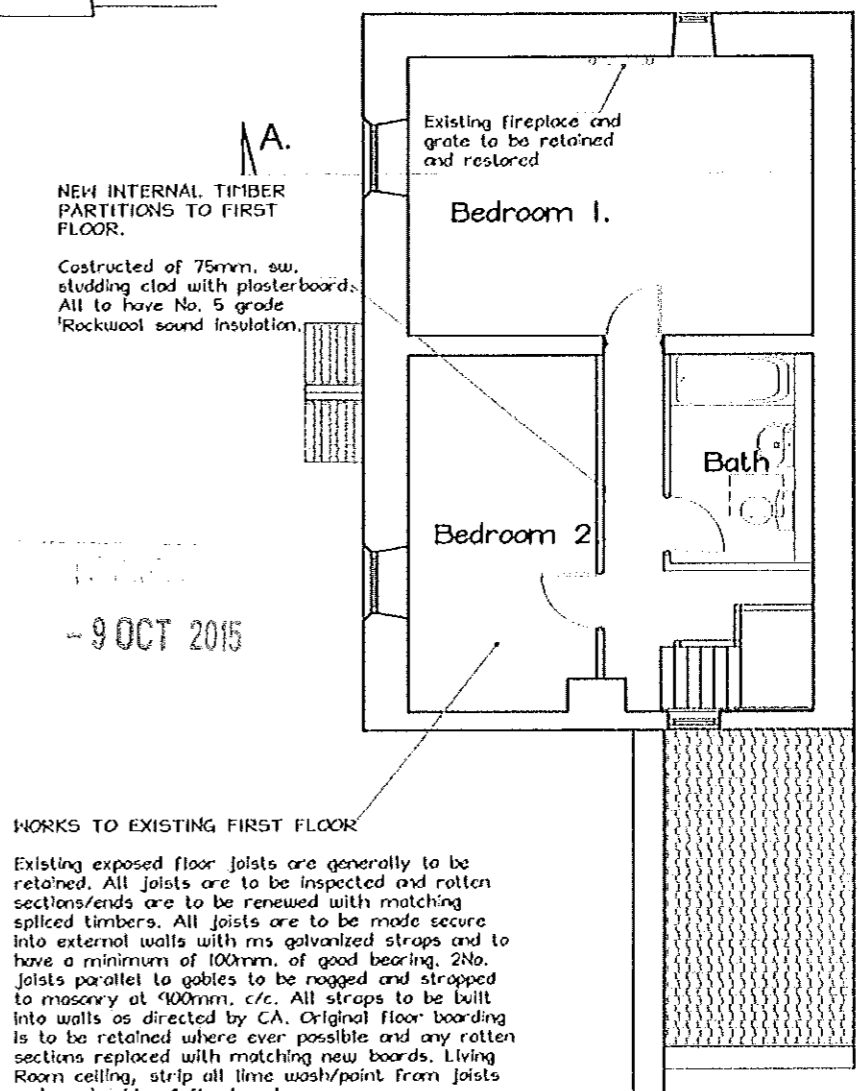 Existing fireplace and
grate to be retained
and restored
A.
NEW INTERNAL TIMBER
PARTITIONS TO FIRST
FLOOR.
Bedroom 1.
Costructed of 75mm. sw.
studding clad with plasterboard.
All to have No. 5 grade
'Rockwool sound insulation.
Bath
Bedroom 2
- 9 OCT 2015
WORKS TO EXISTING FIRST FLOOR
Existing exposed floor joists are generally to be
retained. All joists are to be inspected and rotten
sections/ends are to be renewed with matching
spliced timbers. All joists are to be made secure
into external walls with ms galvanized straps and to
have a minimum of 100mm. of good bearing. 2No.
joists parallel to gables to be nogged and strapped
to masonry at 900mm. c/c. All straps to be built
into walls as directed by CA. Original floor boarding
is to be retained where ever possible and any rotten
sections replaced with matching new boards. Living
Room ceiling, strip all lime wash/paint from joists